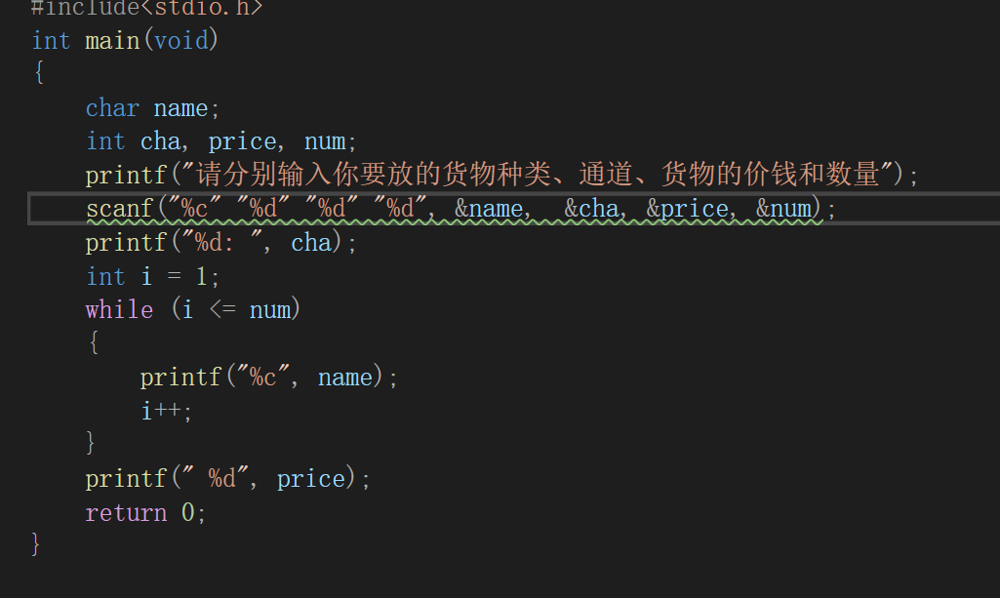 #include<stdio.h>
int main(void)
{
    char name;
    int cha, price, num;
    printf("请分别输入你要放的货物种类、通道、货物的价钱和数量");
    scanf("%c" "%d" "%d" "%d", &name,  &cha, &price, &num);
    printf("%d: ", cha);
    int i = 1;
    while (i <= num)
    {
        printf("%c", name);
        i++;
    }
    printf(" %d", price);
    return 0;
}